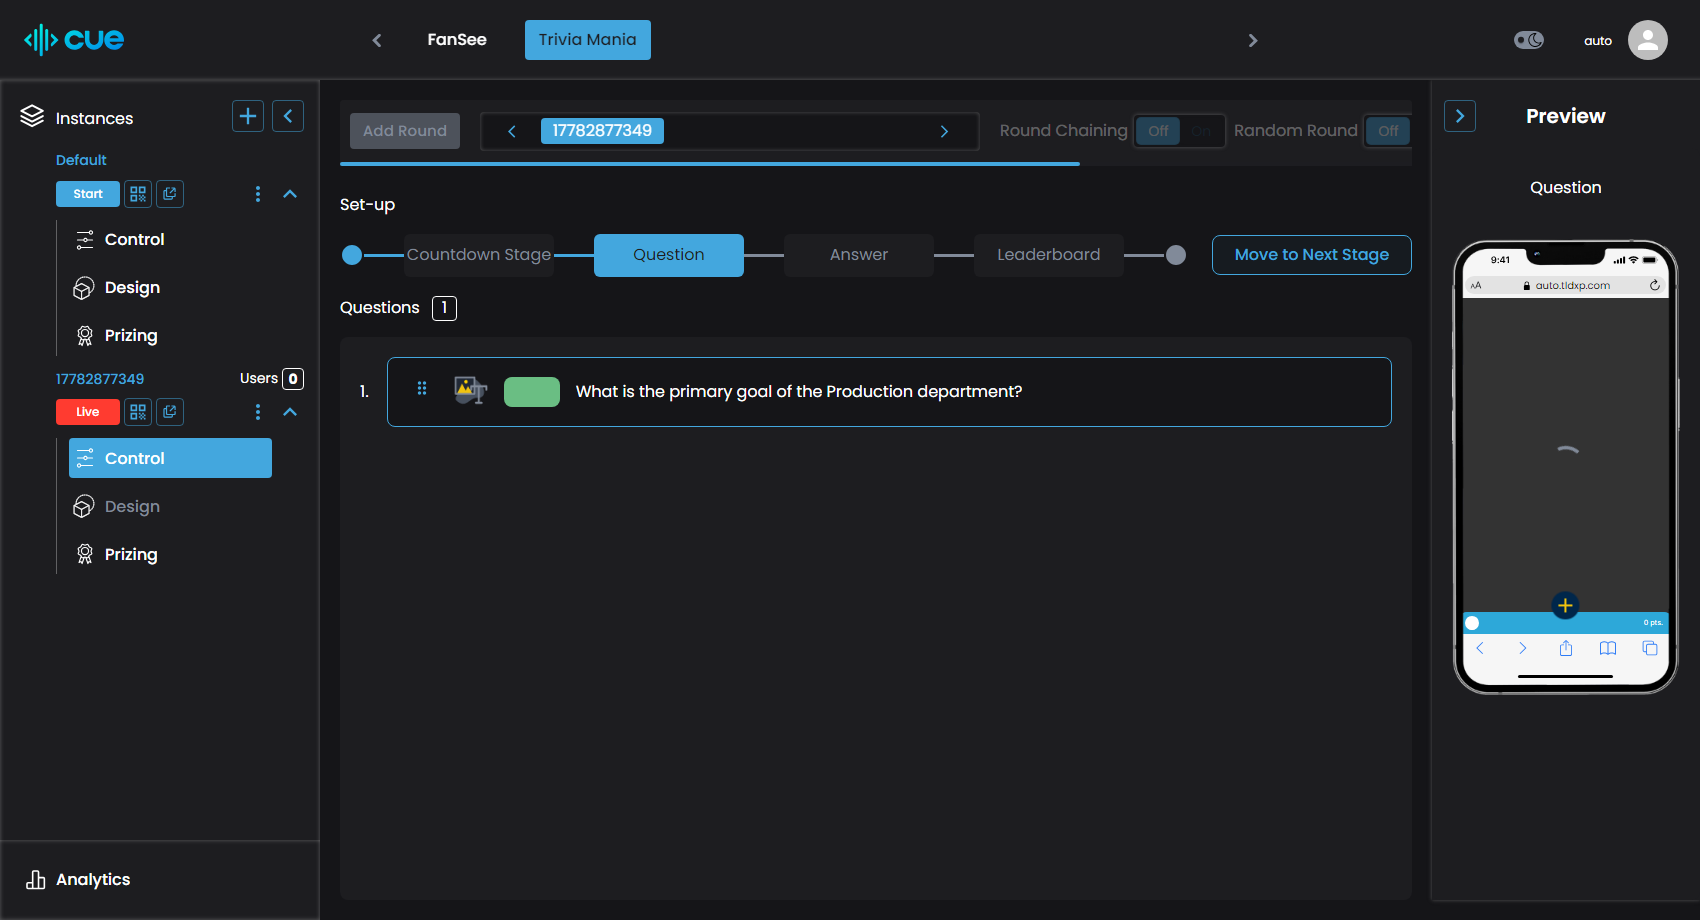 cue
FanSee
Trivia Mania
auto
Instances
Default
Start
Control
Design
Prizing
17782877349
Users 0
Live
Control
Design
Prizing
Analytics
Add Round
17782877349
Round Chaining
Off
On
Random Round
Off
Set-up
Countdown Stage
Question
Answer
Leaderboard
Move to Next Stage
Questions 1
1.
What is the primary goal of the Production department?
Preview
Question
9:41
AA
auto.tldxp.com
0 pts.